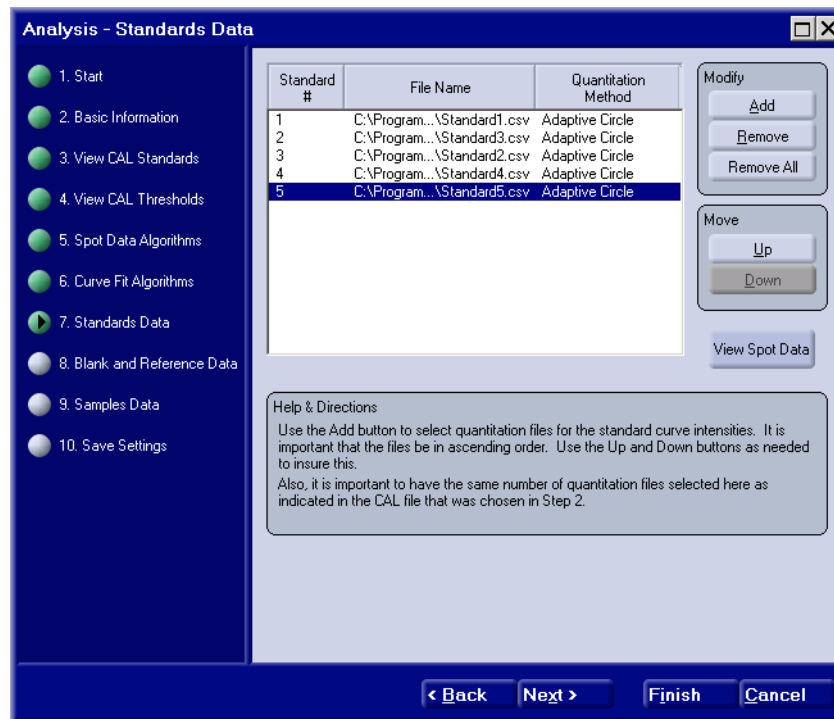 Analysis - Standards Data
1. Start
2. Basic Information
3. View CAL Standards
4. View CAL Thresholds
5. Spot Data Algorithms
6. Curve Fit Algorithms
7. Standards Data
8. Blank and Reference Data
9. Samples Data
10. Save Settings
Standard # File Name Quantitation Method
1 C:\Program...\Standard1.csv Adaptive Circle
2 C:\Program...\Standard3.csv Adaptive Circle
3 C:\Program...\Standard2.csv Adaptive Circle
4 C:\Program...\Standard4.csv Adaptive Circle
5 C:\Program...\Standard5.csv Adaptive Circle
Modify
Add
Remove
Remove All
Move
Up
Down
View Spot Data
Help & Directions
Use the Add button to select quantitation files for the standard curve intensities. It is
important that the files be in ascending order. Use the Up and Down buttons as needed
to insure this.
Also, it is important to have the same number of quantitation files selected here as
indicated in the CAL file that was chosen in Step 2.
< Back Next > Finish Cancel